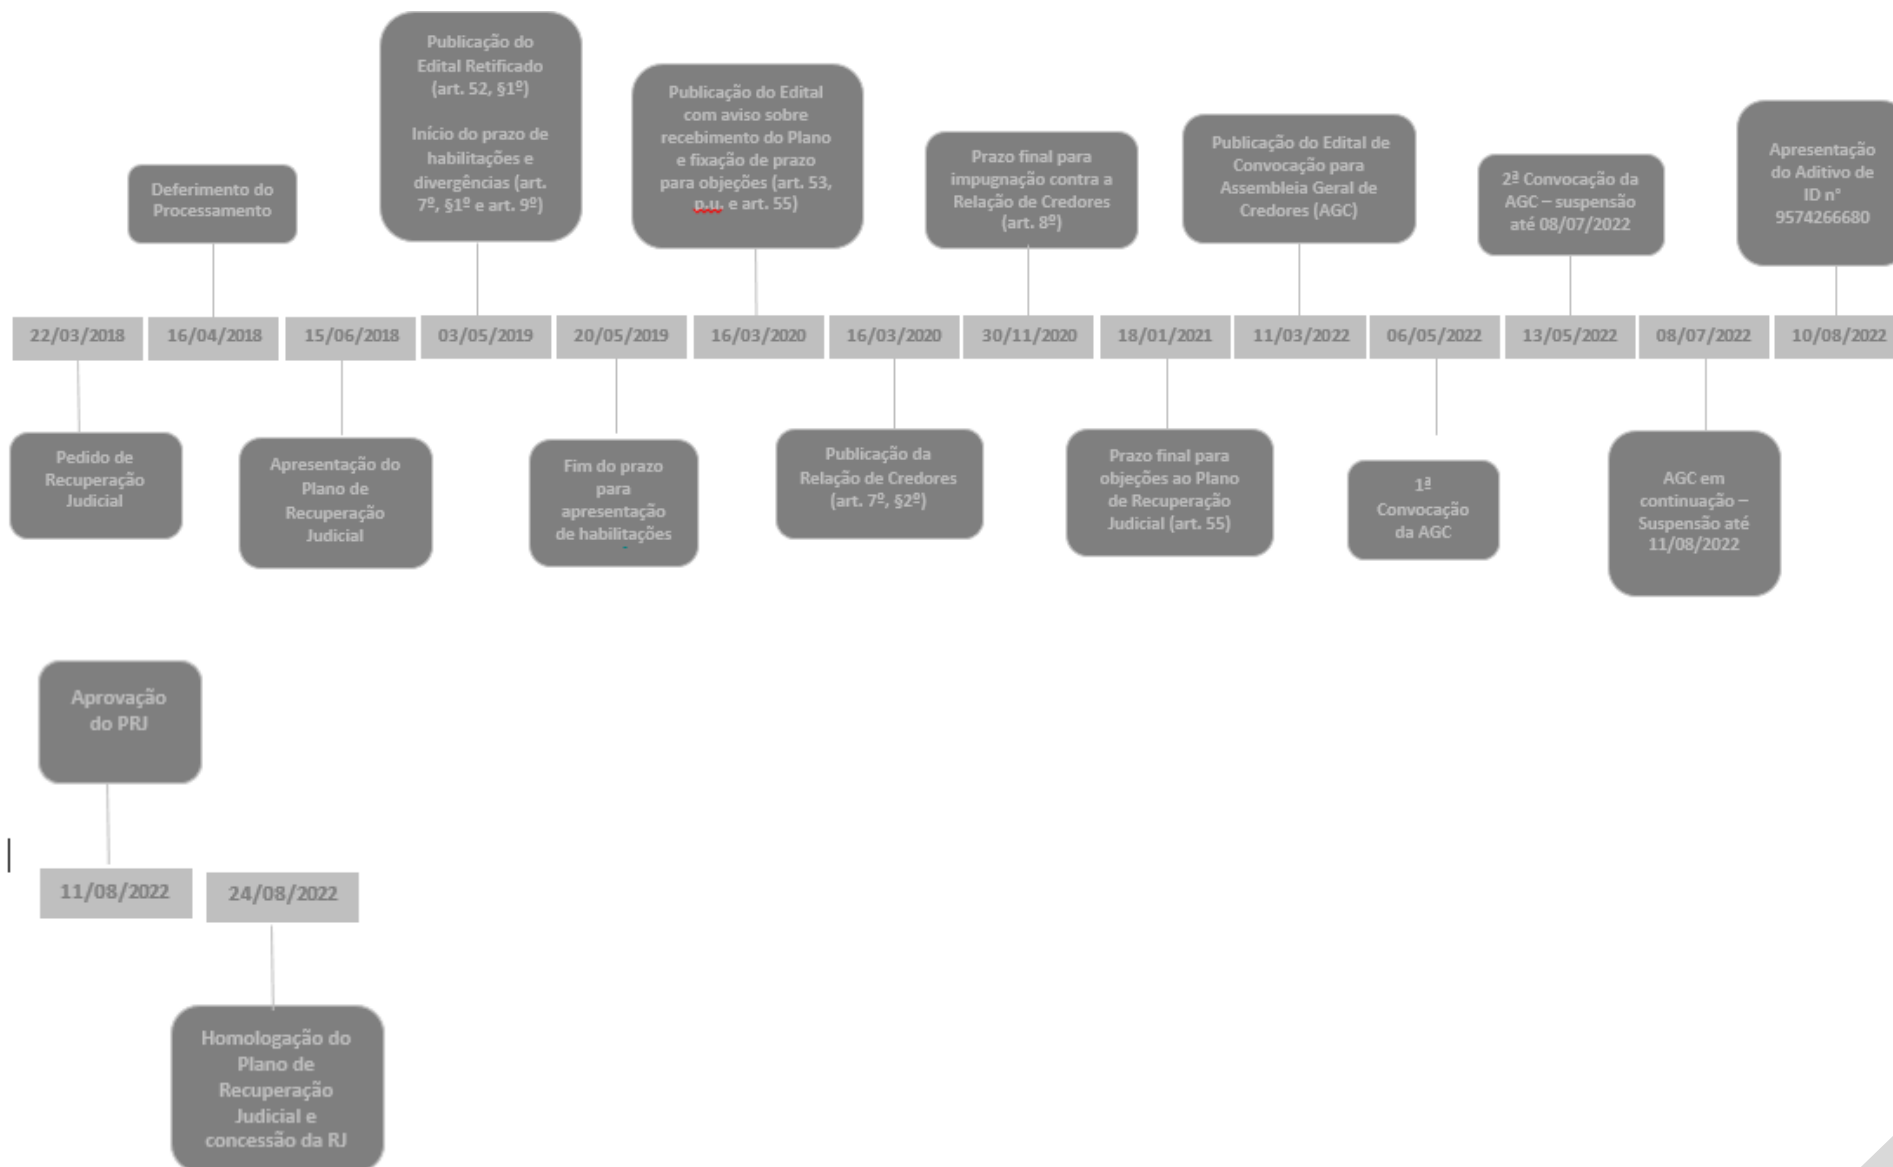 Deferimento do
Processamento
Publicação do
Edital Retificado
(art. 52, §1º)
Início do prazo de
habilitações e
divergências (art.
7º, §1º e art. 9º)
Publicação do Edital
com aviso sobre
recebimento do Plano
e fixação de prazo
para objeções (art. 53,
p.u. e art. 55)
Prazo final para
impugnação contra a
Relação de Credores
(art. 8º)
Publicação do Edital de
Convocação para
Assembleia Geral de
Credores (AGC)
2ª Convocação da
AGC – suspensão
até 08/07/2022
Apresentação
do Aditivo de
ID n°
9574266680
22/03/2018
16/04/2018
15/06/2018
03/05/2019
20/05/2019
16/03/2020
16/03/2020
30/11/2020
18/01/2021
11/03/2022
06/05/2022
13/05/2022
08/07/2022
10/08/2022
Pedido de
Recuperação
Judicial
Apresentação do
Plano de
Recuperação
Judicial
Fim do prazo
para
apresentação
de habilitações
Publicação da
Relação de Credores
(art. 7º, §2º)
Prazo final para
objeções ao Plano
de Recuperação
Judicial (art. 55)
1ª
Convocação
da AGC
AGC em
continuação –
Suspensão até
11/08/2022
Aprovação
do PRJ
11/08/2022
24/08/2022
Homologação do
Plano de
Recuperação
Judicial e
concessão da RJ